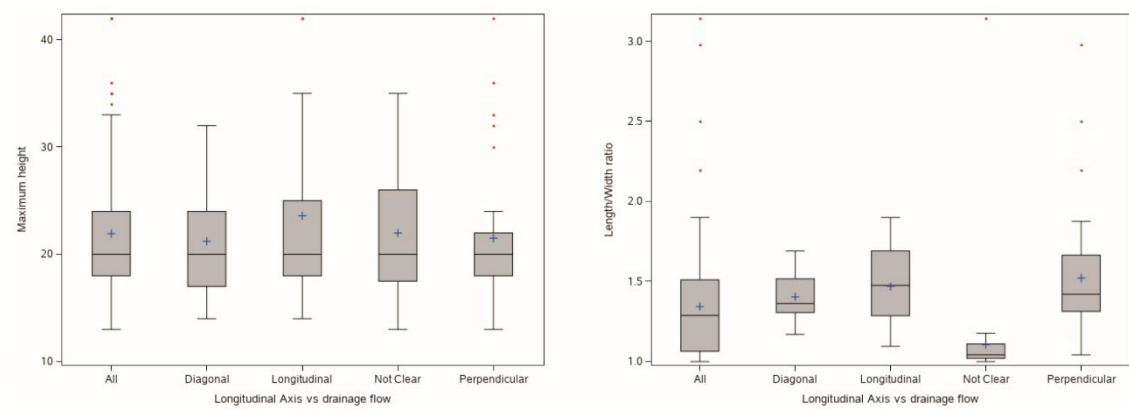 Maximum height
40
30
20
10
All
Diagonal
Longitudinal
Not Clear
Perpendicular
Longitudinal Axis vs drainage flow
Length/Width ratio
3.0
2.5
2.0
1.5
1.0
All
Diagonal
Longitudinal
Not Clear
Perpendicular
Longitudinal Axis vs drainage flow